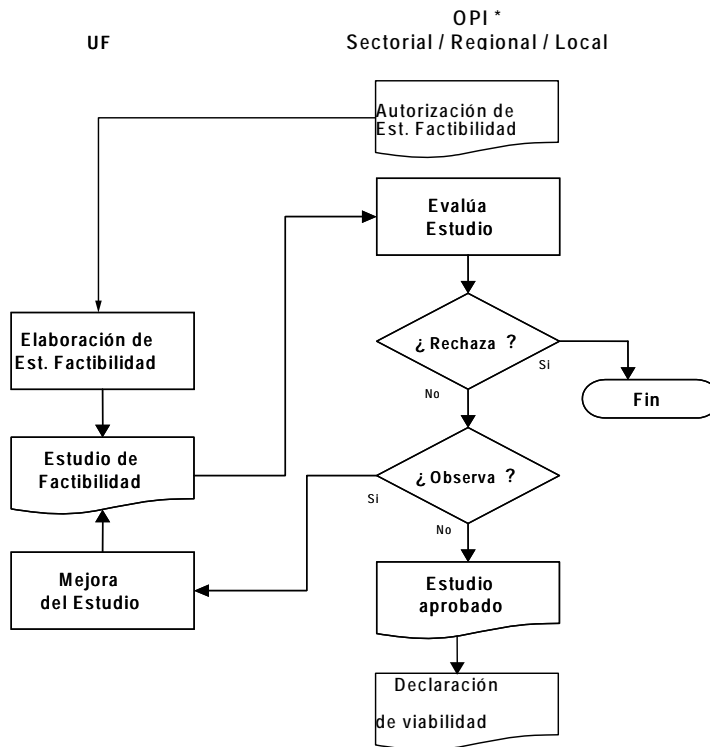 OPI *
UF
Sectorial / Regional / Local
Autorización de
Est. Factibilidad
Evalúa
Estudio
Elaboración de
Est. Factibilidad
¿ Rechaza ?
Si
No
Fin
Estudio de
Factibilidad
¿ Observa ?
Si
No
Mejora
del Estudio
Estudio
aprobado
Declaración
de viabilidad